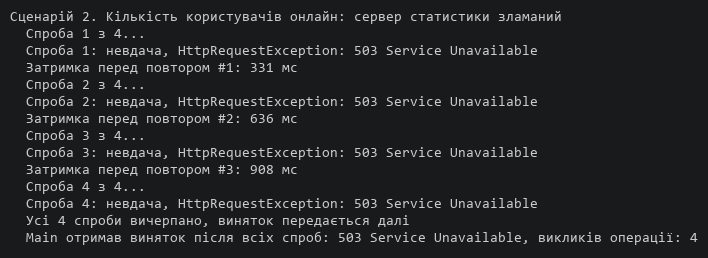 Сценарій 2. Кількість користувачів онлайн: сервер статистики зламаний
Спроба 1 з 4...
Спроба 1: невдача, HttpRequestException: 503 Service Unavailable
Затримка перед повтором #1: 331 мс
Спроба 2 з 4...
Спроба 2: невдача, HttpRequestException: 503 Service Unavailable
Затримка перед повтором #2: 636 мс
Спроба 3 з 4...
Спроба 3: невдача, HttpRequestException: 503 Service Unavailable
Затримка перед повтором #3: 908 мс
Спроба 4 з 4...
Спроба 4: невдача, HttpRequestException: 503 Service Unavailable
Усі 4 спроби вичерпано, виняток передається далі
Main отримав виняток після всіх спроб: 503 Service Unavailable, викликів операції: 4